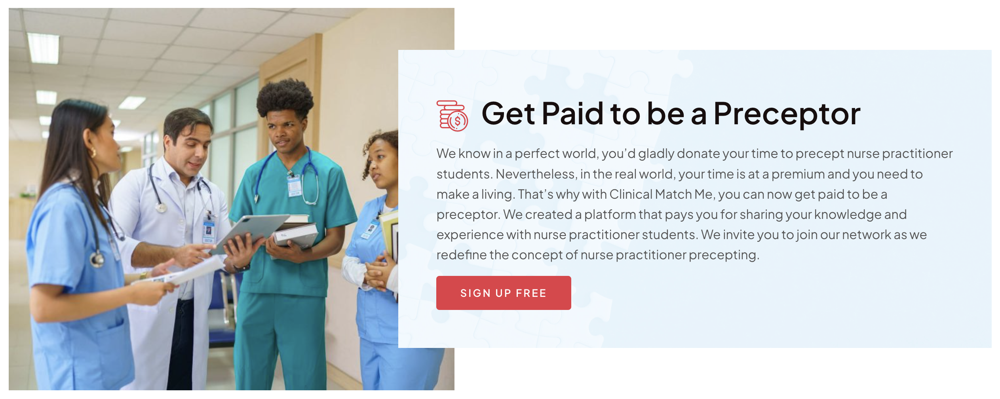 Get Paid to be a Preceptor
We know in a perfect world, you’d gladly donate your time to precept nurse practitioner
students. Nevertheless, in the real world, your time is at a premium and you need to
make a living. That’s why with Clinical Match Me, you can now get paid to be a
preceptor. We created a platform that pays you for sharing your knowledge and
experience with nurse practitioner students. We invite you to join our network as we
redefine the concept of nurse practitioner precepting.
SIGN UP FREE